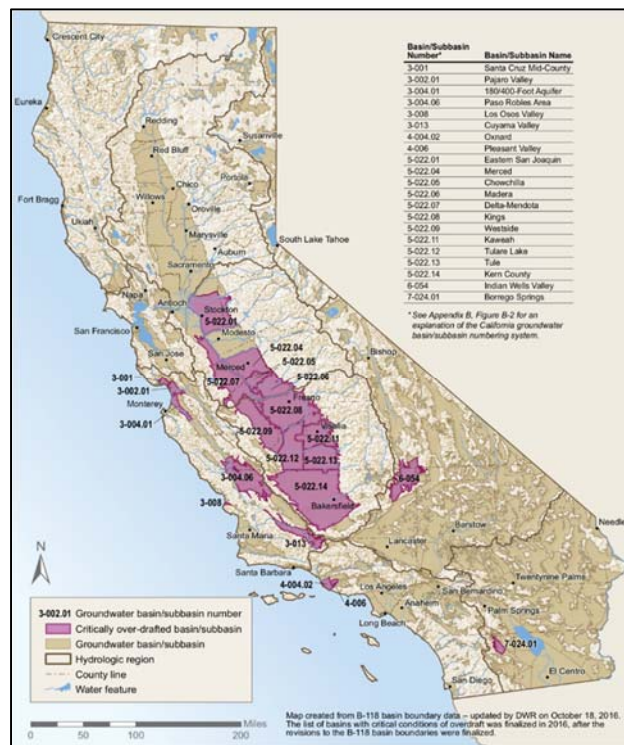 Crescent City
Eureka
Redding
Red Bluff
Susanville
Chico
Portola
Willows
Oroville
Fort Bragg
Marysville
Ukiah
Auburn
South Lake Tahoe
Sacramento
Napa
Antioch
Stockton
5-022.01
San Francisco
Modesto
San Jose
5-022.04
Bishop
5-022.05
Merced
5-022.06
3-001
5-022.07
3-002.01
Fresno
5-022.08
Monterey
3-004.01
5-022.09
Visalia
5-022.11
5-022.12
5-022.13
3-004.06
6-054
5-022.14
3-008
Bakersfield
Santa Maria
Barstow
Needles
3-013
Lancaster
Santa Barbara
4-004.02
Los Angeles
San Bernardino
Twentynine Palms
4-006
Anaheim
Palm Springs
Long Beach
7-024.01
El Centro
San Diego
Basin/Subbasin Number* Basin/Subbasin Name
3-001 Santa Cruz Mid-County
3-002.01 Pajaro Valley
3-004.01 180/400-Foot Aquifer
3-004.06 Paso Robles Area
3-008 Los Osos Valley
3-013 Cuyama Valley
4-004.02 Oxnard
4-006 Pleasant Valley
5-022.01 Eastern San Joaquin
5-022.04 Merced
5-022.05 Chowchilla
5-022.06 Madera
5-022.07 Delta-Mendota
5-022.08 Kings
5-022.09 Westside
5-022.11 Kaweah
5-022.12 Tulare Lake
5-022.13 Tule
5-022.14 Kern County
6-054 Indian Wells Valley
7-024.01 Borrego Springs
* See Appendix B, Figure B-2 for an
explanation of the California groundwater
basin/subbasin numbering system.
N
3-002.01 Groundwater basin/subbasin number
Critically over-drafted basin/subbasin
Groundwater basin/subbasin
Hydrologic region
County line
Water feature
Miles
0 50 100 200
Map created from B-118 basin boundary data – updated by DWR on October 18, 2016.
The list of basins with critical conditions of overdraft was finalized in 2016, after the
revisions to the B-118 basin boundaries were finalized.